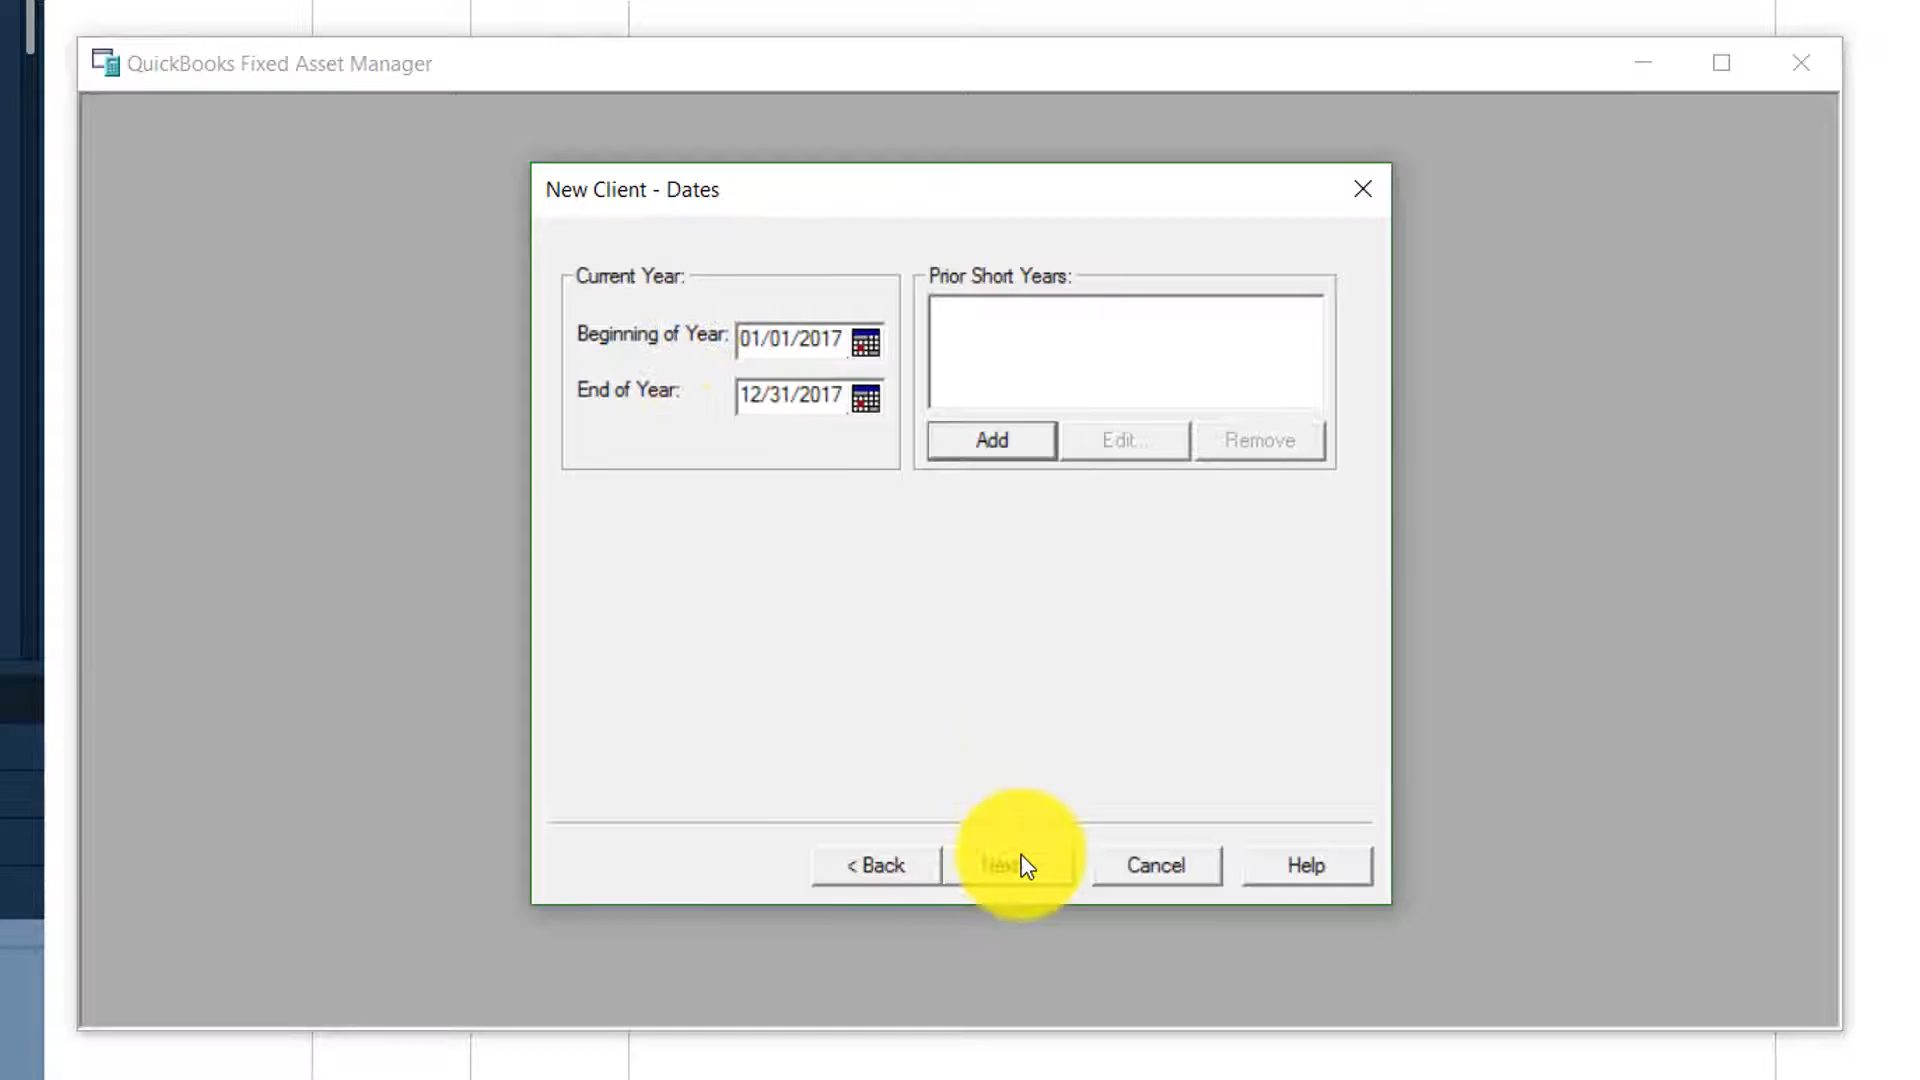 QuickBooks Fixed Asset Manager
New Client - Dates
Current Year:
Prior Short Years:
Beginning of Year: 01/01/2017
End of Year: 12/31/2017
Add Edit... Remove
< Back Next Cancel Help